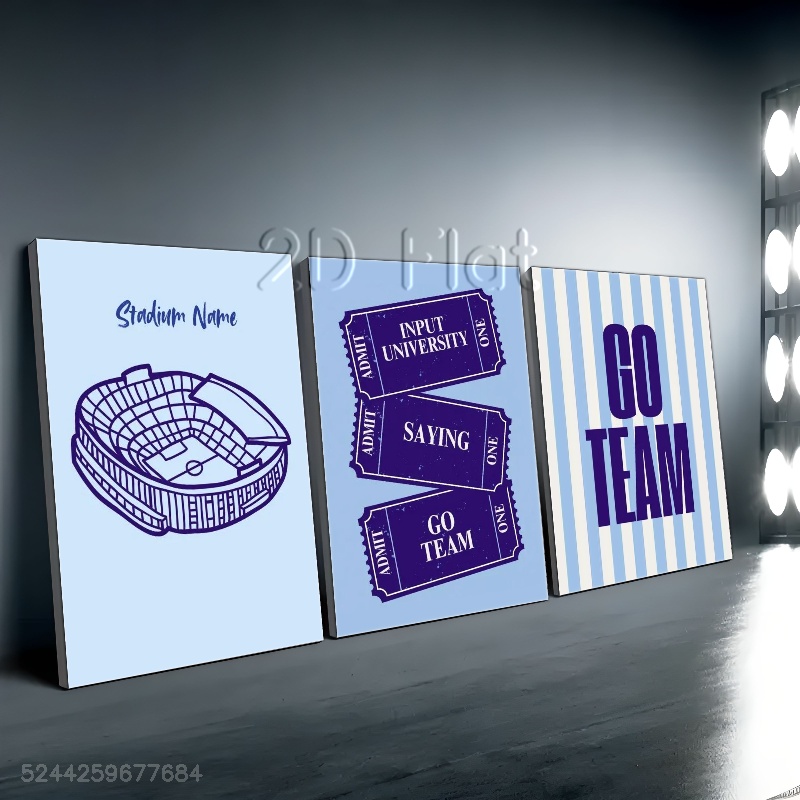 2D Flat
Stadium Name
ADMIT
INPUT
UNIVERSITY
ONE
ADMIT
SAYING
ONE
ADMIT
GO
TEAM
ONE
GO
TEAM
5244259677684